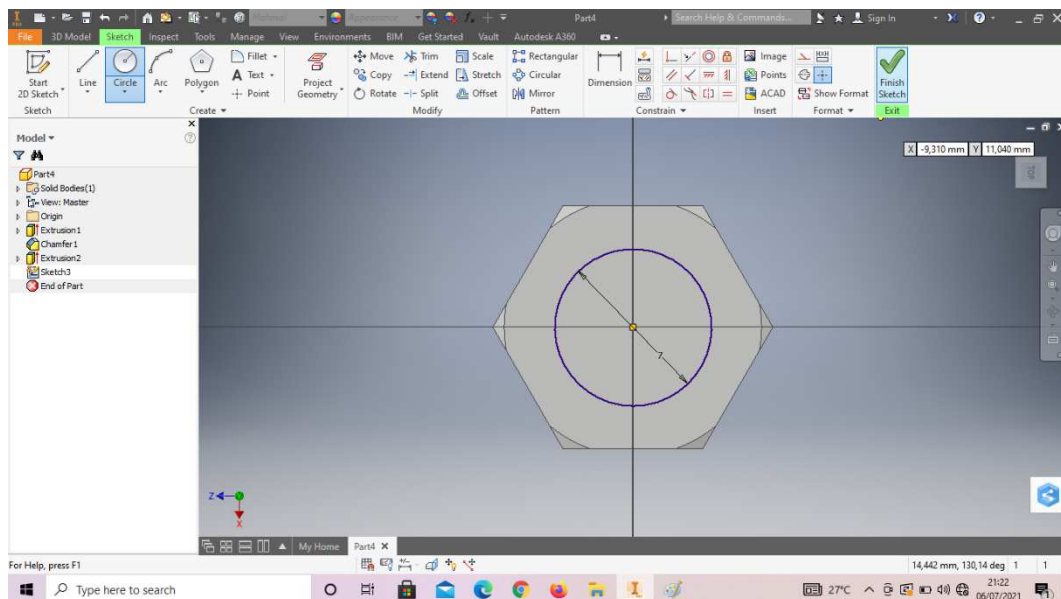 PRO Material Appearance Part4 Search Help & Commands... Sign In
File 3D Model Sketch Inspect Tools Manage View Environments BIM Get Started Vault Autodesk A360
Start 2D Sketch Line Circle Arc Polygon Fillet Text Point Project Geometry Move Trim Scale Copy Extend Stretch Rotate Split Offset Rectangular Circular Mirror Dimension Image Points ACAD Show Format Finish Sketch
Sketch Create Modify Pattern Constrain Insert Format Exit
Model
X -9,310 mm Y 11,040 mm
TOP
Part4
Solid Bodies(1)
View: Master
Origin
Extrusion1
Chamfer1
Extrusion2
Sketch3
End of Part
7
Z
X
My Home Part4
For Help, press F1 14,442 mm, 130,14 deg 1 1
Type here to search 27°C 21:22
06/07/2021